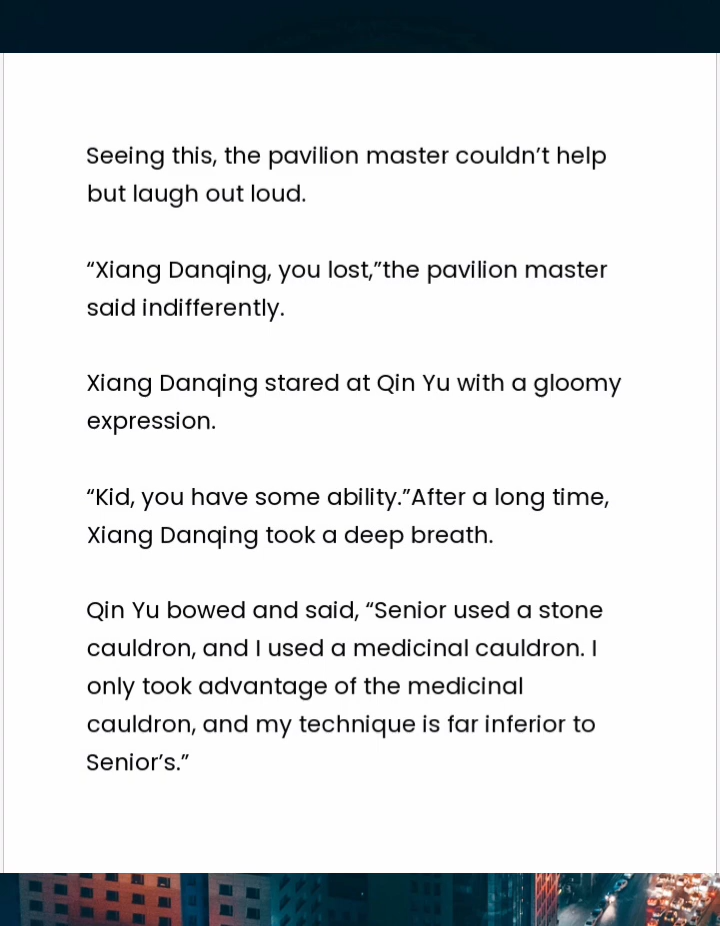 Seeing this, the pavilion master couldn’t help
but laugh out loud.
“Xiang Danqing, you lost,”the pavilion master
said indifferently.
Xiang Danqing stared at Qin Yu with a gloomy
expression.
“Kid, you have some ability.”After a long time,
Xiang Danqing took a deep breath.
Qin Yu bowed and said, “Senior used a stone
cauldron, and I used a medicinal cauldron. I
only took advantage of the medicinal
cauldron, and my technique is far inferior to
Senior’s.”